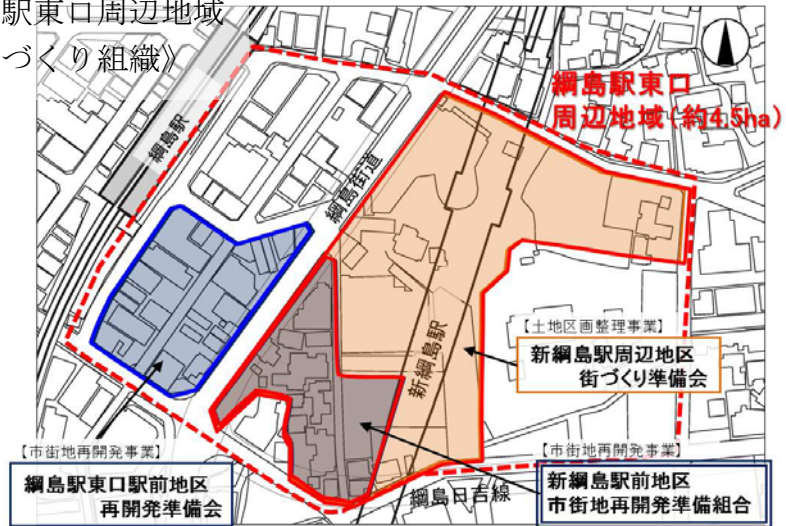 駅東口周辺地域
づくり組織》
綱島駅東口
周辺地域(約4.5ha)
綱島駅
綱島街道
新綱島駅
【土地区画整理事業】
新綱島駅周辺地区
街づくり準備会
【市街地再開発事業】
綱島駅東口駅前地区
再開発準備会
【市街地再開発事業】
新綱島駅前地区
市街地再開発準備組合
綱島日吉線